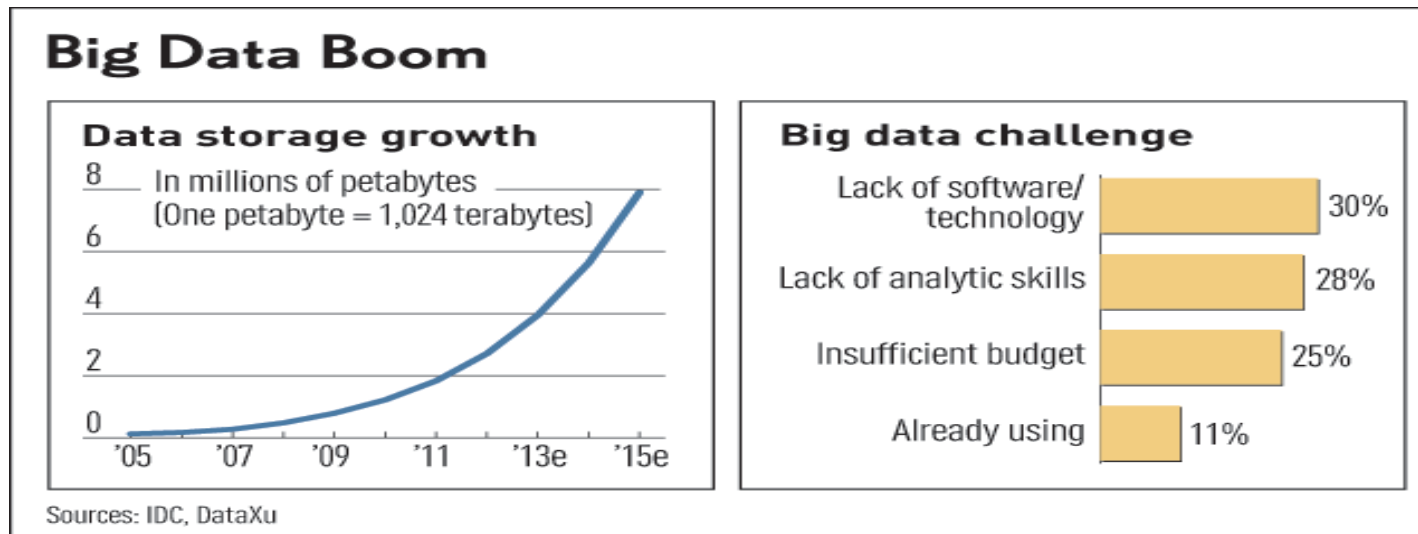 Big Data Boom
Data storage growth
In millions of petabytes
(One petabyte = 1,024 terabytes)
8
6
4
2
0
’05 ’07 ’09 ’11 ’13e ’15e
Big data challenge
Lack of software/
technology
30%
Lack of analytic skills 28%
Insufficient budget 25%
Already using 11%
Sources: IDC, DataXu